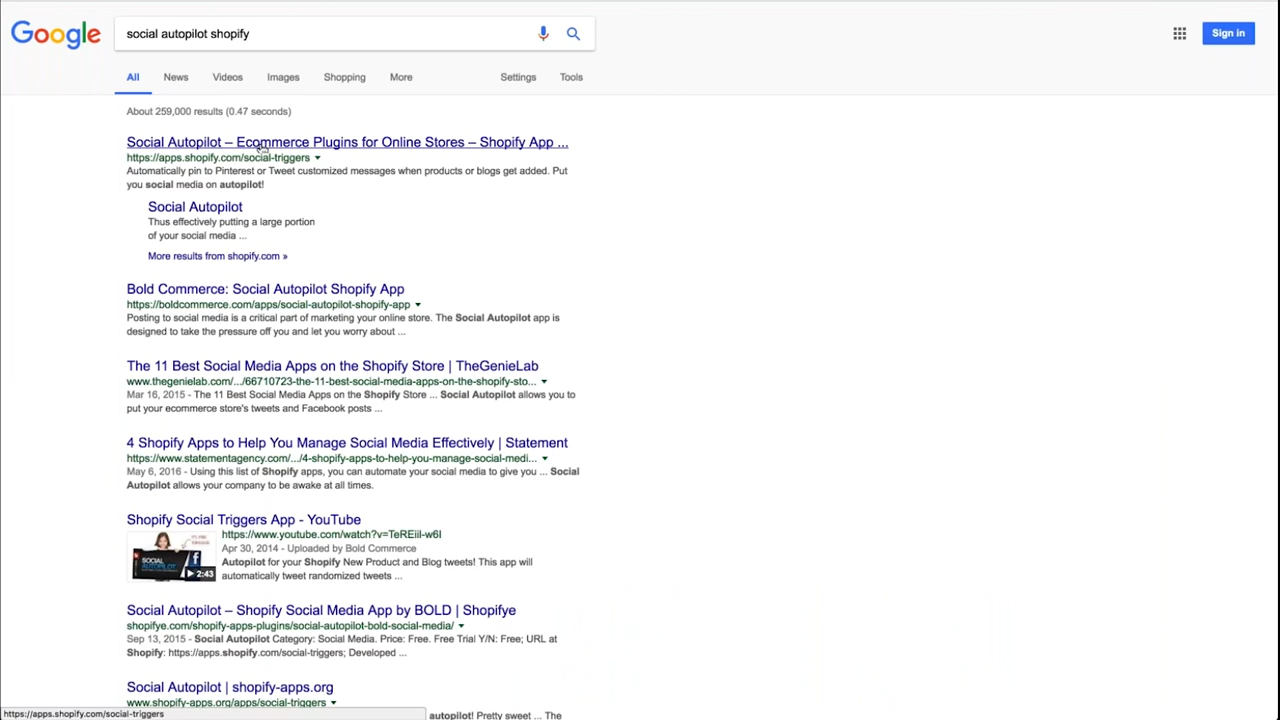 Google
social autopilot shopify
Sign in
All News Videos Images Shopping More Settings Tools
About 259,000 results (0.47 seconds)
Social Autopilot – Ecommerce Plugins for Online Stores – Shopify App ...
https://apps.shopify.com/social-triggers
Automatically pin to Pinterest or Tweet customized messages when products or blogs get added. Put
you social media on autopilot!
Social Autopilot
Thus effectively putting a large portion
of your social media ...
More results from shopify.com »
Bold Commerce: Social Autopilot Shopify App
https://boldcommerce.com/apps/social-autopilot-shopify-app
Posting to social media is a critical part of marketing your online store. The Social Autopilot app is
designed to take the pressure off you and let you worry about ...
The 11 Best Social Media Apps on the Shopify Store | TheGenieLab
www.thegenielab.com/.../66710723-the-11-best-social-media-apps-on-the-shopify-sto...
Mar 16, 2015 - The 11 Best Social Media Apps on the Shopify Store ... Social Autopilot allows you to
put your ecommerce store's tweets and Facebook posts ...
4 Shopify Apps to Help You Manage Social Media Effectively | Statement
https://www.statementagency.com/.../4-shopify-apps-to-help-you-manage-social-medi...
May 6, 2016 - Using this list of Shopify apps, you can automate your social media to give you ... Social
Autopilot allows your company to be awake at all times.
Shopify Social Triggers App - YouTube
https://www.youtube.com/watch?v=TeREiil-w6I
Apr 30, 2014 - Uploaded by Bold Commerce
Autopilot for your Shopify New Product and Blog tweets! This app will
automatically tweet randomized tweets ...
SOCIAL
AUTOPILOT
2:43
Social Autopilot – Shopify Social Media App by BOLD | Shopifye
shopifye.com/shopify-apps-plugins/social-autopilot-bold-social-media/
Sep 13, 2015 - Social Autopilot Category: Social Media. Price: Free. Free Trial Y/N: Free; URL at
Shopify: https://apps.shopify.com/social-triggers; Developed ...
Social Autopilot | shopify-apps.org
www.shopify-apps.org/apps/social-triggers
https://apps.shopify.com/social-triggers
autopilot! Pretty sweet ... The